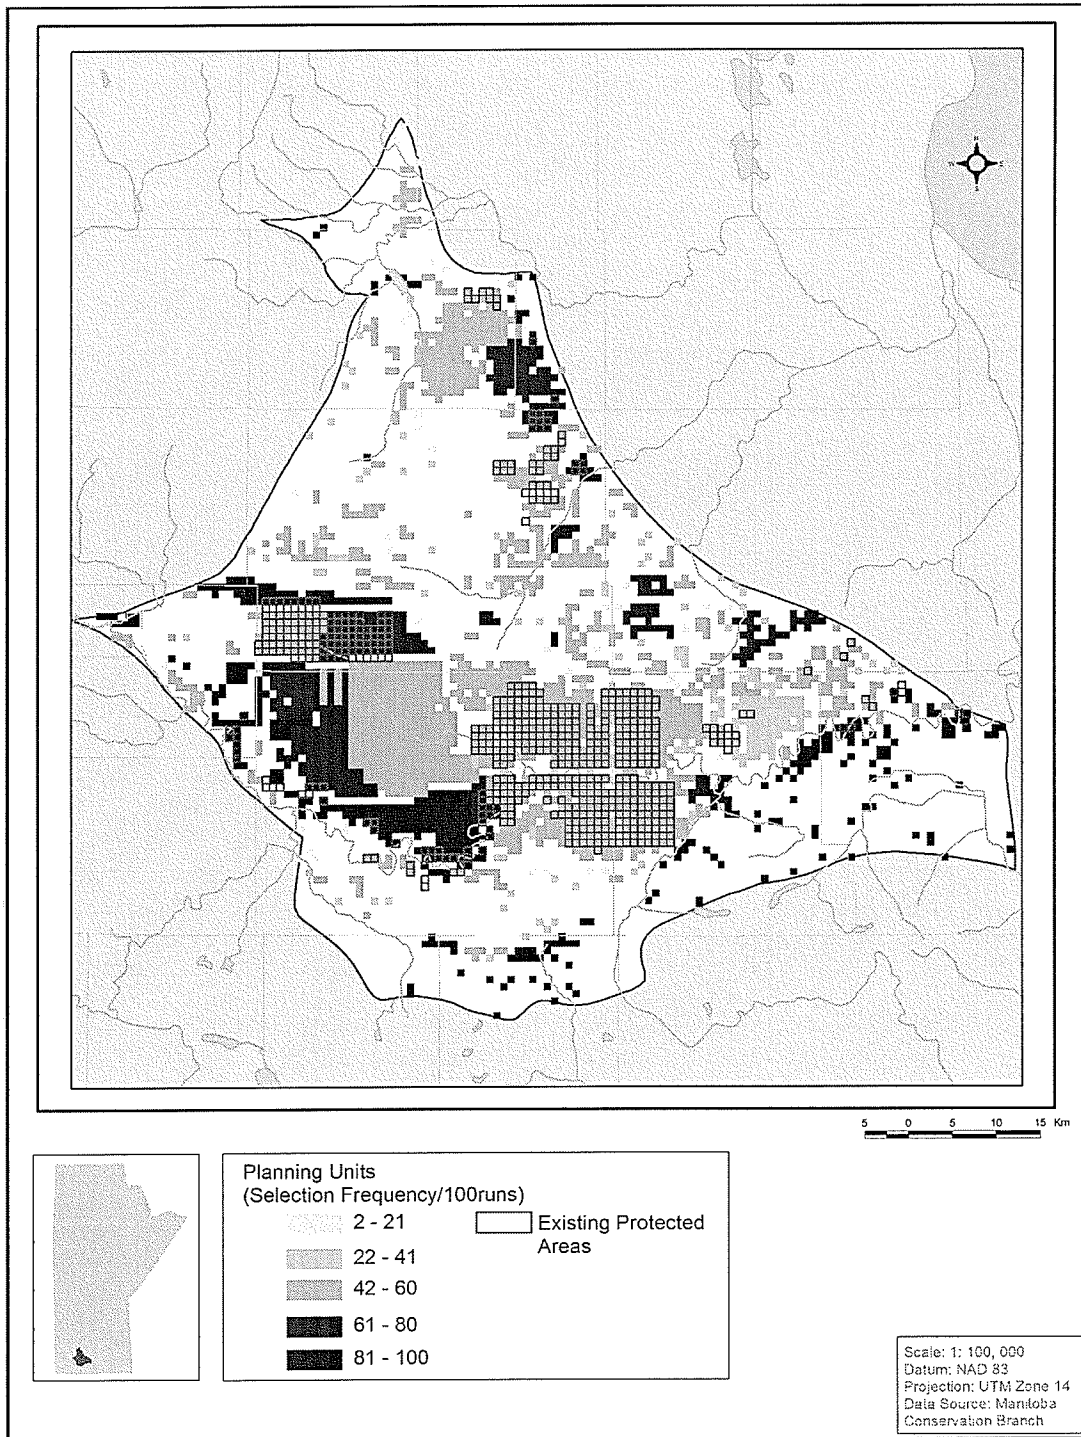 N
W E
S
5 0 5 10 15 Km
Planning Units
(Selection Frequency/100runs)
2 - 21
22 - 41
42 - 60
61 - 80
81 - 100
Existing Protected
Areas
Scale: 1: 100, 000
Datum: NAD 83
Projection: UTM Zone 14
Data Source: Manitoba
Conservation Branch